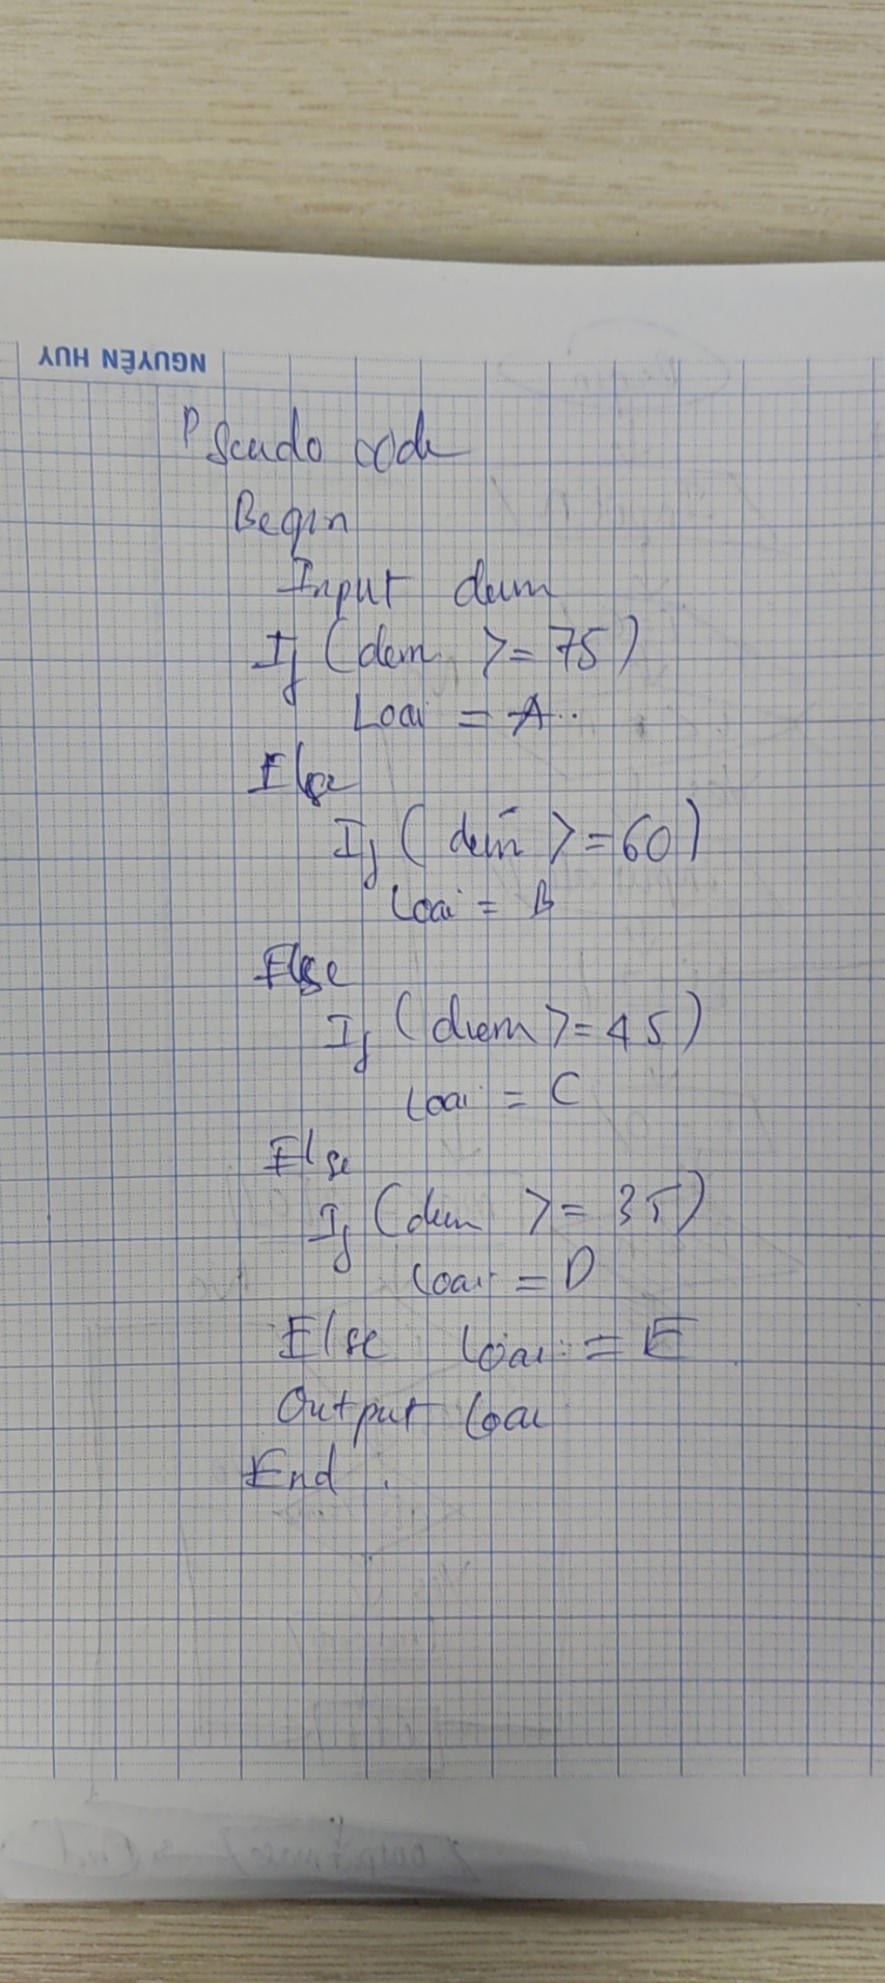 NGUYÊN HUY
Pseudo code
Begin
Input diem
If (diem >= 75)
Loai = A
Else
If (diem >= 60)
Loai = B
Else
If (diem >= 45)
Loai = C
Else
If (diem >= 35)
Loai = D
Else Loai = E
Output Loai
End.